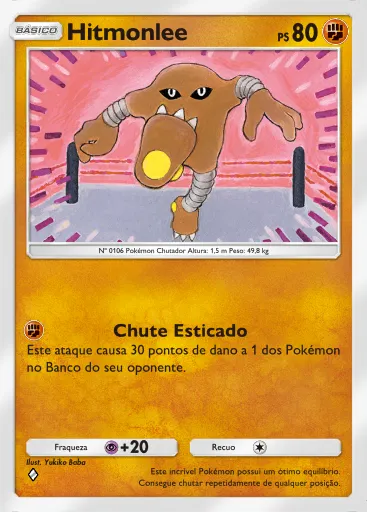 BÁSICO Hitmonlee PS 80
Nº 0106 Pokémon Chutador Altura: 1,5 m Peso: 49,8 kg
Chute Esticado
Este ataque causa 30 pontos de dano a 1 dos Pokémon
no Banco do seu oponente.
Fraqueza +20 Recuo
Ilust. Yukiko Baba
Este incrível Pokémon possui um ótimo equilíbrio.
Consegue chutar repetidamente de qualquer posição.